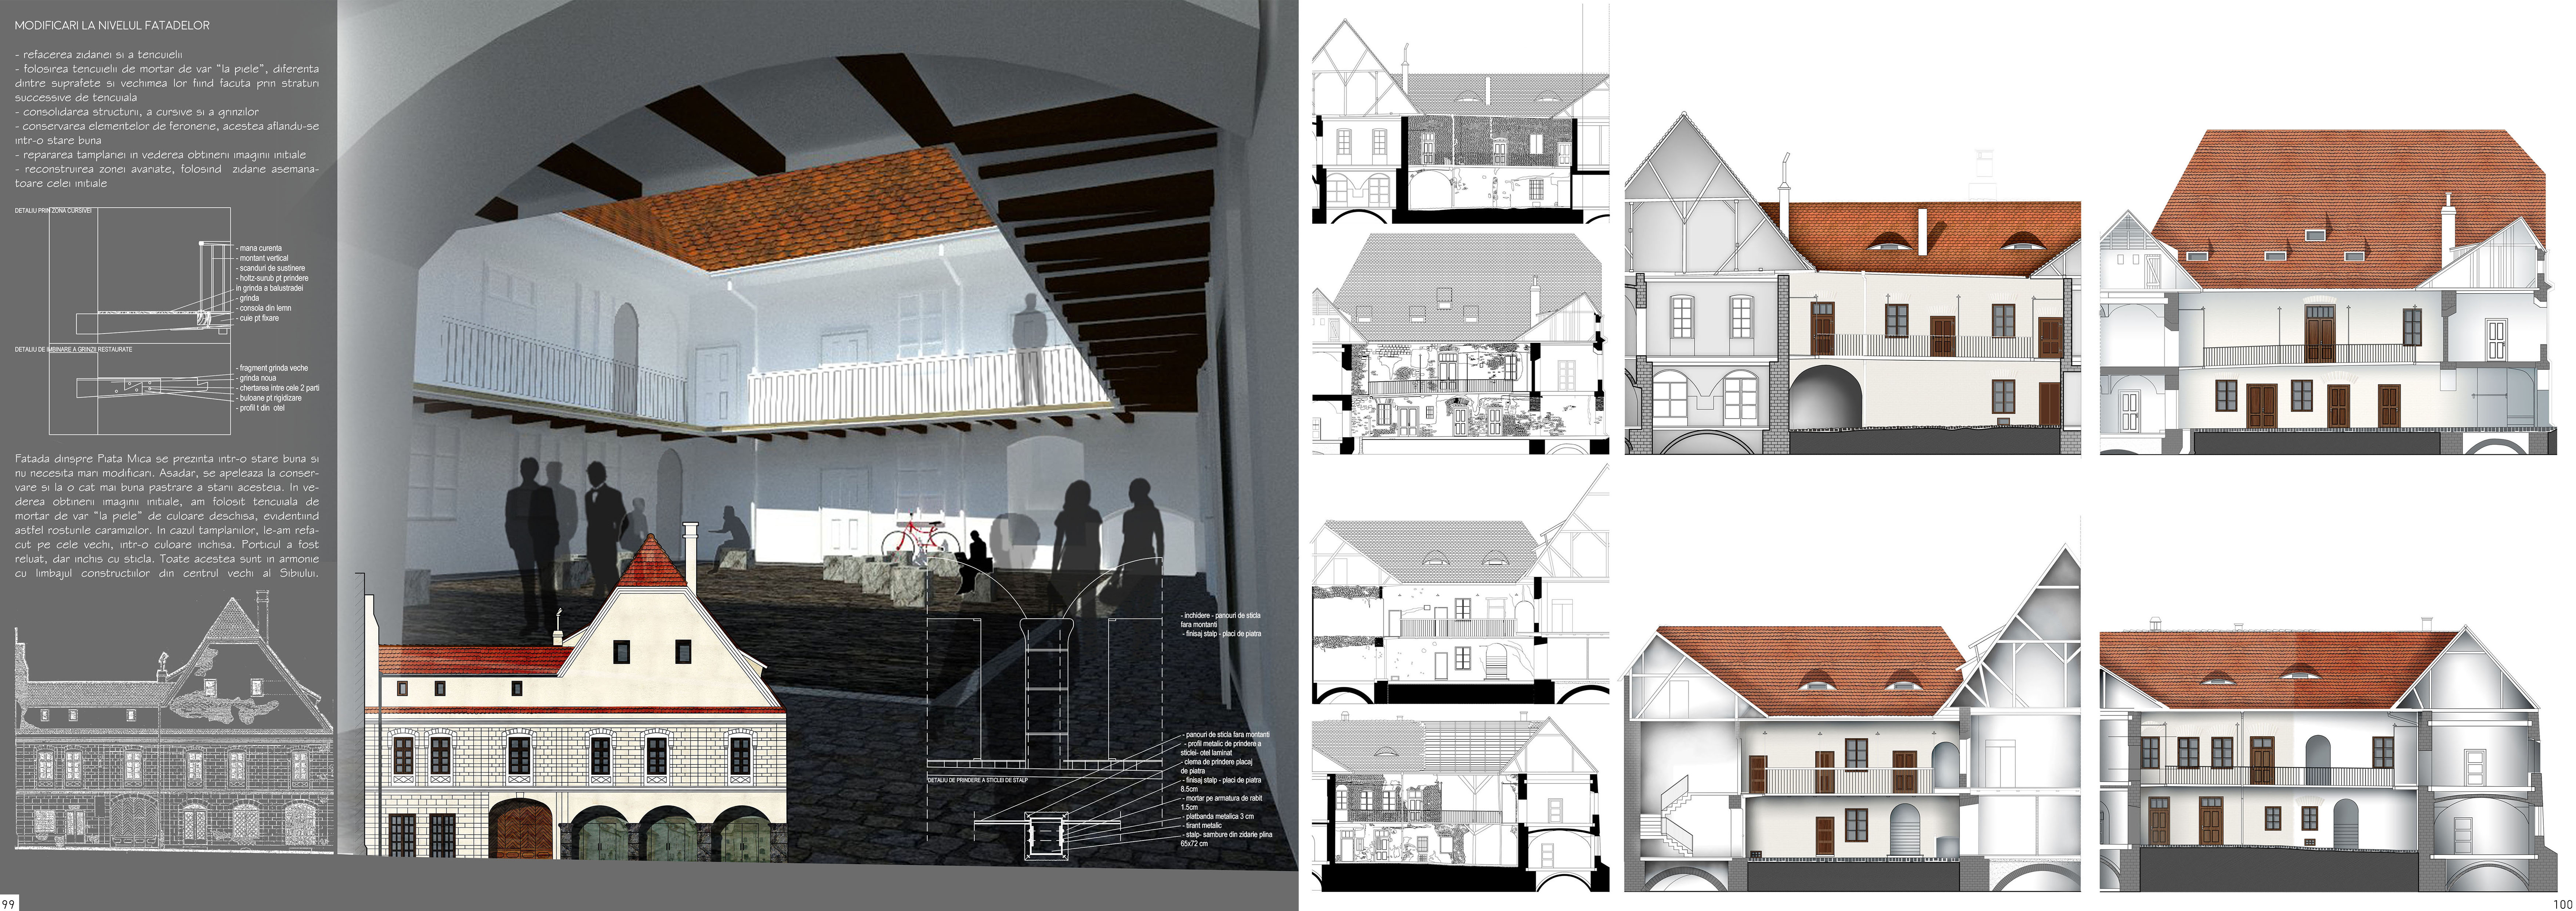 MODIFICARI LA NIVELUL FATADELOR
- refacerea zidariei si a tencuielii
- folosirea tencuielii de mortar de var "la piele", diferenta
dintre suprafete si vechimea lor fiind facuta prin straturi
succesive de tencuiala
- consolidarea structurii, a cursive si a grinzilor
- conservarea elementelor de feronerie, acestea aflandu-se
intr-o stare buna
- repararea tamplariei in vederea obtinerii imaginii initiale
- reconstruirea zonei avariate, folosind zidarie asemana-
toare celei initiale
DETALIU PRIN ZONA CURSIVEI
- mana curenta
- montant vertical
- scanduri de sustinere
- holtz-surub pt prindere
in grinda a balustradei
- grinda
- consola din lemn
- cuie pt fixare
DETALIU DE IMBINARE A GRINZII RESTAURATE
- fragment grinda veche
- grinda noua
- chertarea intre cele 2 parti
- buloane pt rigidizare
- profil t din otel
Fatada dinspre Piata Mica se prezinta intr-o stare buna si
nu necesita mari modificari. Asadar, se apeleaza la conser-
vare si la o cat mai buna pastrare a starii acesteia. In ve-
derea obtinerii imaginii initiale, am folosit tencuiala de
mortar de var "la piele" de culoare deschisa, evidentiind
astfel rosturile caramizilor. In cazul tamplariilor, le-am refa-
cut pe cele vechi, intr-o culoare inchisa. Porticul a fost
reluat, dar inchis cu sticla. Toate acestea sunt in armonie
cu limbajul constructiilor din centrul vechi al Sibiului.
- inchidere - panouri de sticla
fara montanti
- finisaj stalp - placi de piatra
- panouri de sticla fara montanti
- profil metalic de prindere a
sticlei- otel laminat
- clema de prindere placaj
de piatra
- finisaj stalp - placi de piatra
8.5cm
- mortar pe armatura de rabit
1.5cm
- platbanda metalica 3 cm
- tirant metalic
- stalp- sambure din zidarie plina
65x72 cm
DETALIU DE PRINDERE A STICLEI DE STALP
99
100